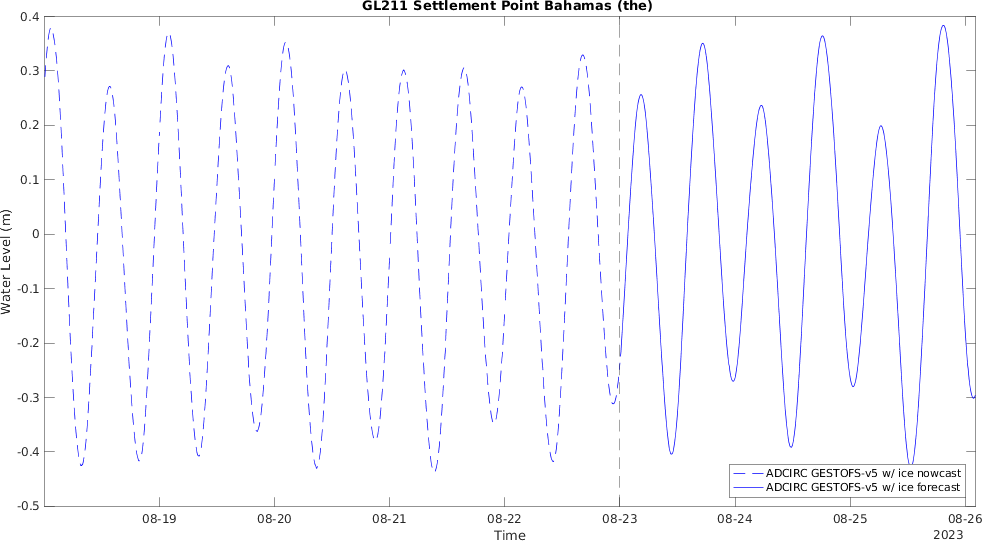 GL211 Settlement Point Bahamas (the)
0.4
0.3
0.2
0.1
0
-0.1
-0.2
-0.3
-0.4
-0.5
Water Level (m)
ADCIRC GESTOFS-v5 w/ ice nowcast
ADCIRC GESTOFS-v5 w/ ice forecast
08-19 08-20 08-21 08-22 08-23 08-24 08-25 08-26
Time
2023